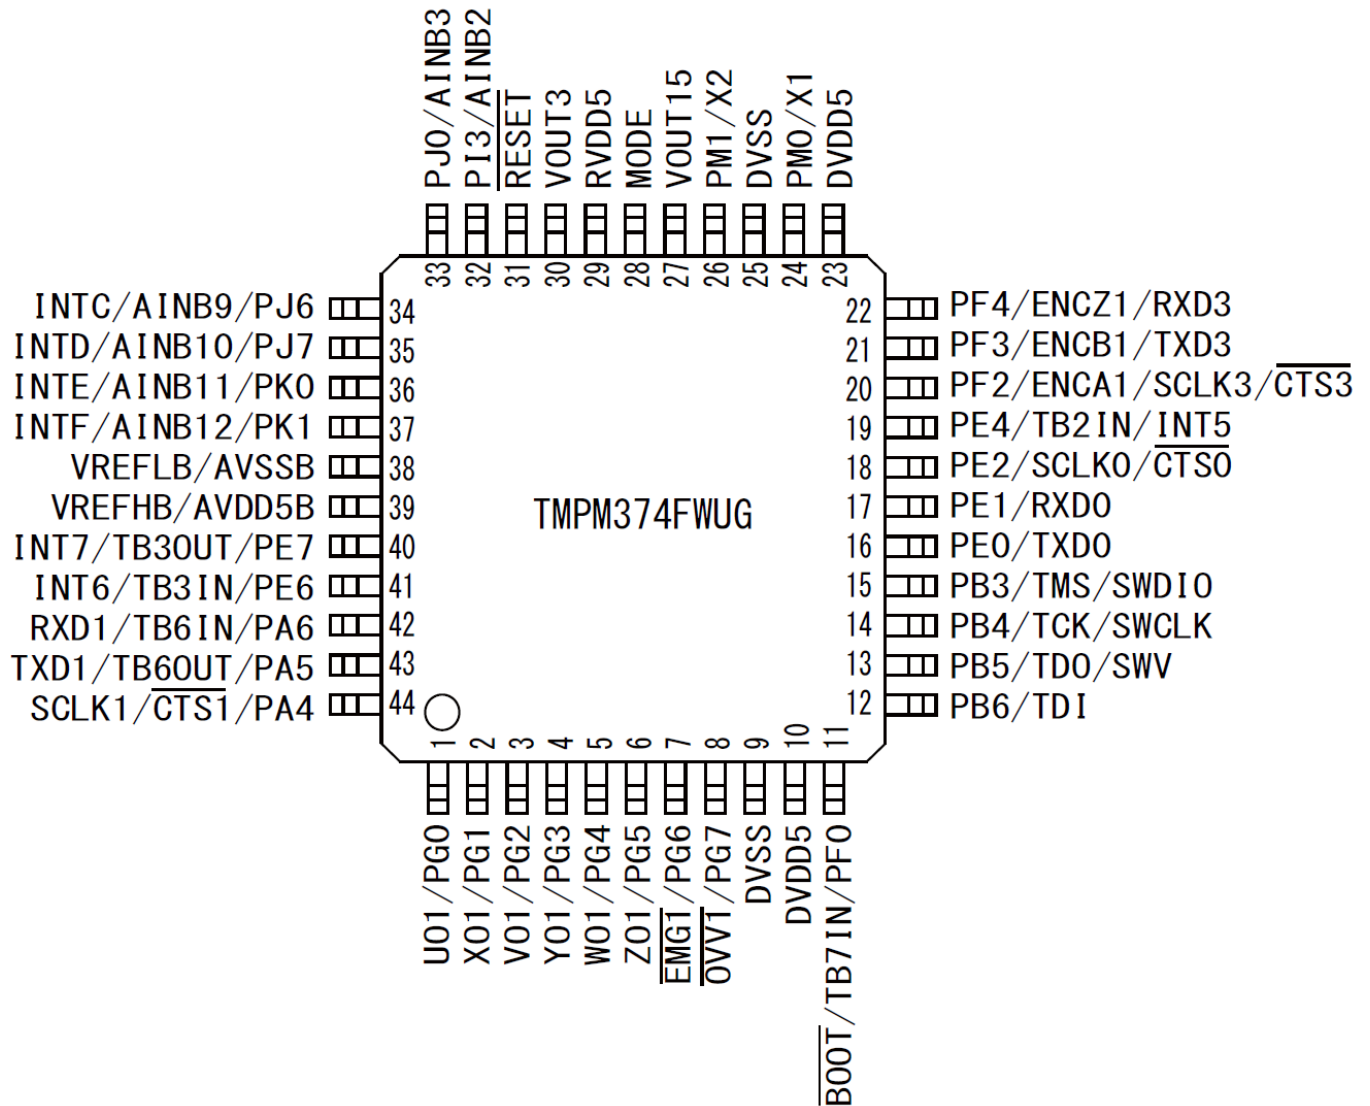 PJ0/AINB3
PI3/AINB2
RESET
VOUT3
RVDD5
MODE
VOUT15
PM1/X2
DVSS
PM0/X1
DVDD5
33 32 31 30 29 28 27 26 25 24 23
INTC/AINB9/PJ6 34
INTD/AINB10/PJ7 35
INTE/AINB11/PK0 36
INTF/AINB12/PK1 37
VREFLB/AVSSB 38
VREFHB/AVDD5B 39
INT7/TB3OUT/PE7 40
INT6/TB3IN/PE6 41
RXD1/TB6IN/PA6 42
TXD1/TB6OUT/PA5 43
SCLK1/CTS1/PA4 44
TMPM374FWUG
22 PF4/ENCZ1/RXD3
21 PF3/ENCB1/TXD3
20 PF2/ENCA1/SCLK3/CTS3
19 PE4/TB2IN/INT5
18 PE2/SCLK0/CTS0
17 PE1/RXD0
16 PE0/TXD0
15 PB3/TMS/SWDIO
14 PB4/TCK/SWCLK
13 PB5/TDO/SWV
12 PB6/TDI
1 2 3 4 5 6 7 8 9 10 11
UO1/PG0
XO1/PG1
VO1/PG2
YO1/PG3
WO1/PG4
ZO1/PG5
EMG1/PG6
OVV1/PG7
DVSS
DVDD5
BOOT/TB7IN/PF0